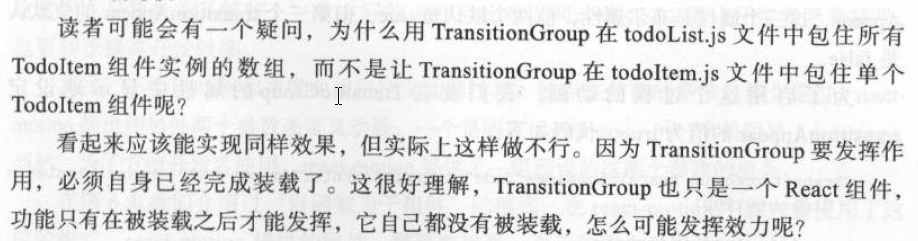 读者可能会有一个疑问，为什么用 TransitionGroup 在 todoList.js 文件中包住所有
TodoItem 组件实例的数组，而不是让 TransitionGroup 在 todoItem.js 文件中包住单个
TodoItem 组件呢？
看起来应该能实现同样效果，但实际上这样做不行。因为 TransitionGroup 要发挥作
用，必须自身已经完成装载了。这很好理解，TransitionGroup 也只是一个 React 组件，
功能只有在被装载之后才能发挥，它自己都没有被装载，怎么可能发挥效力呢？